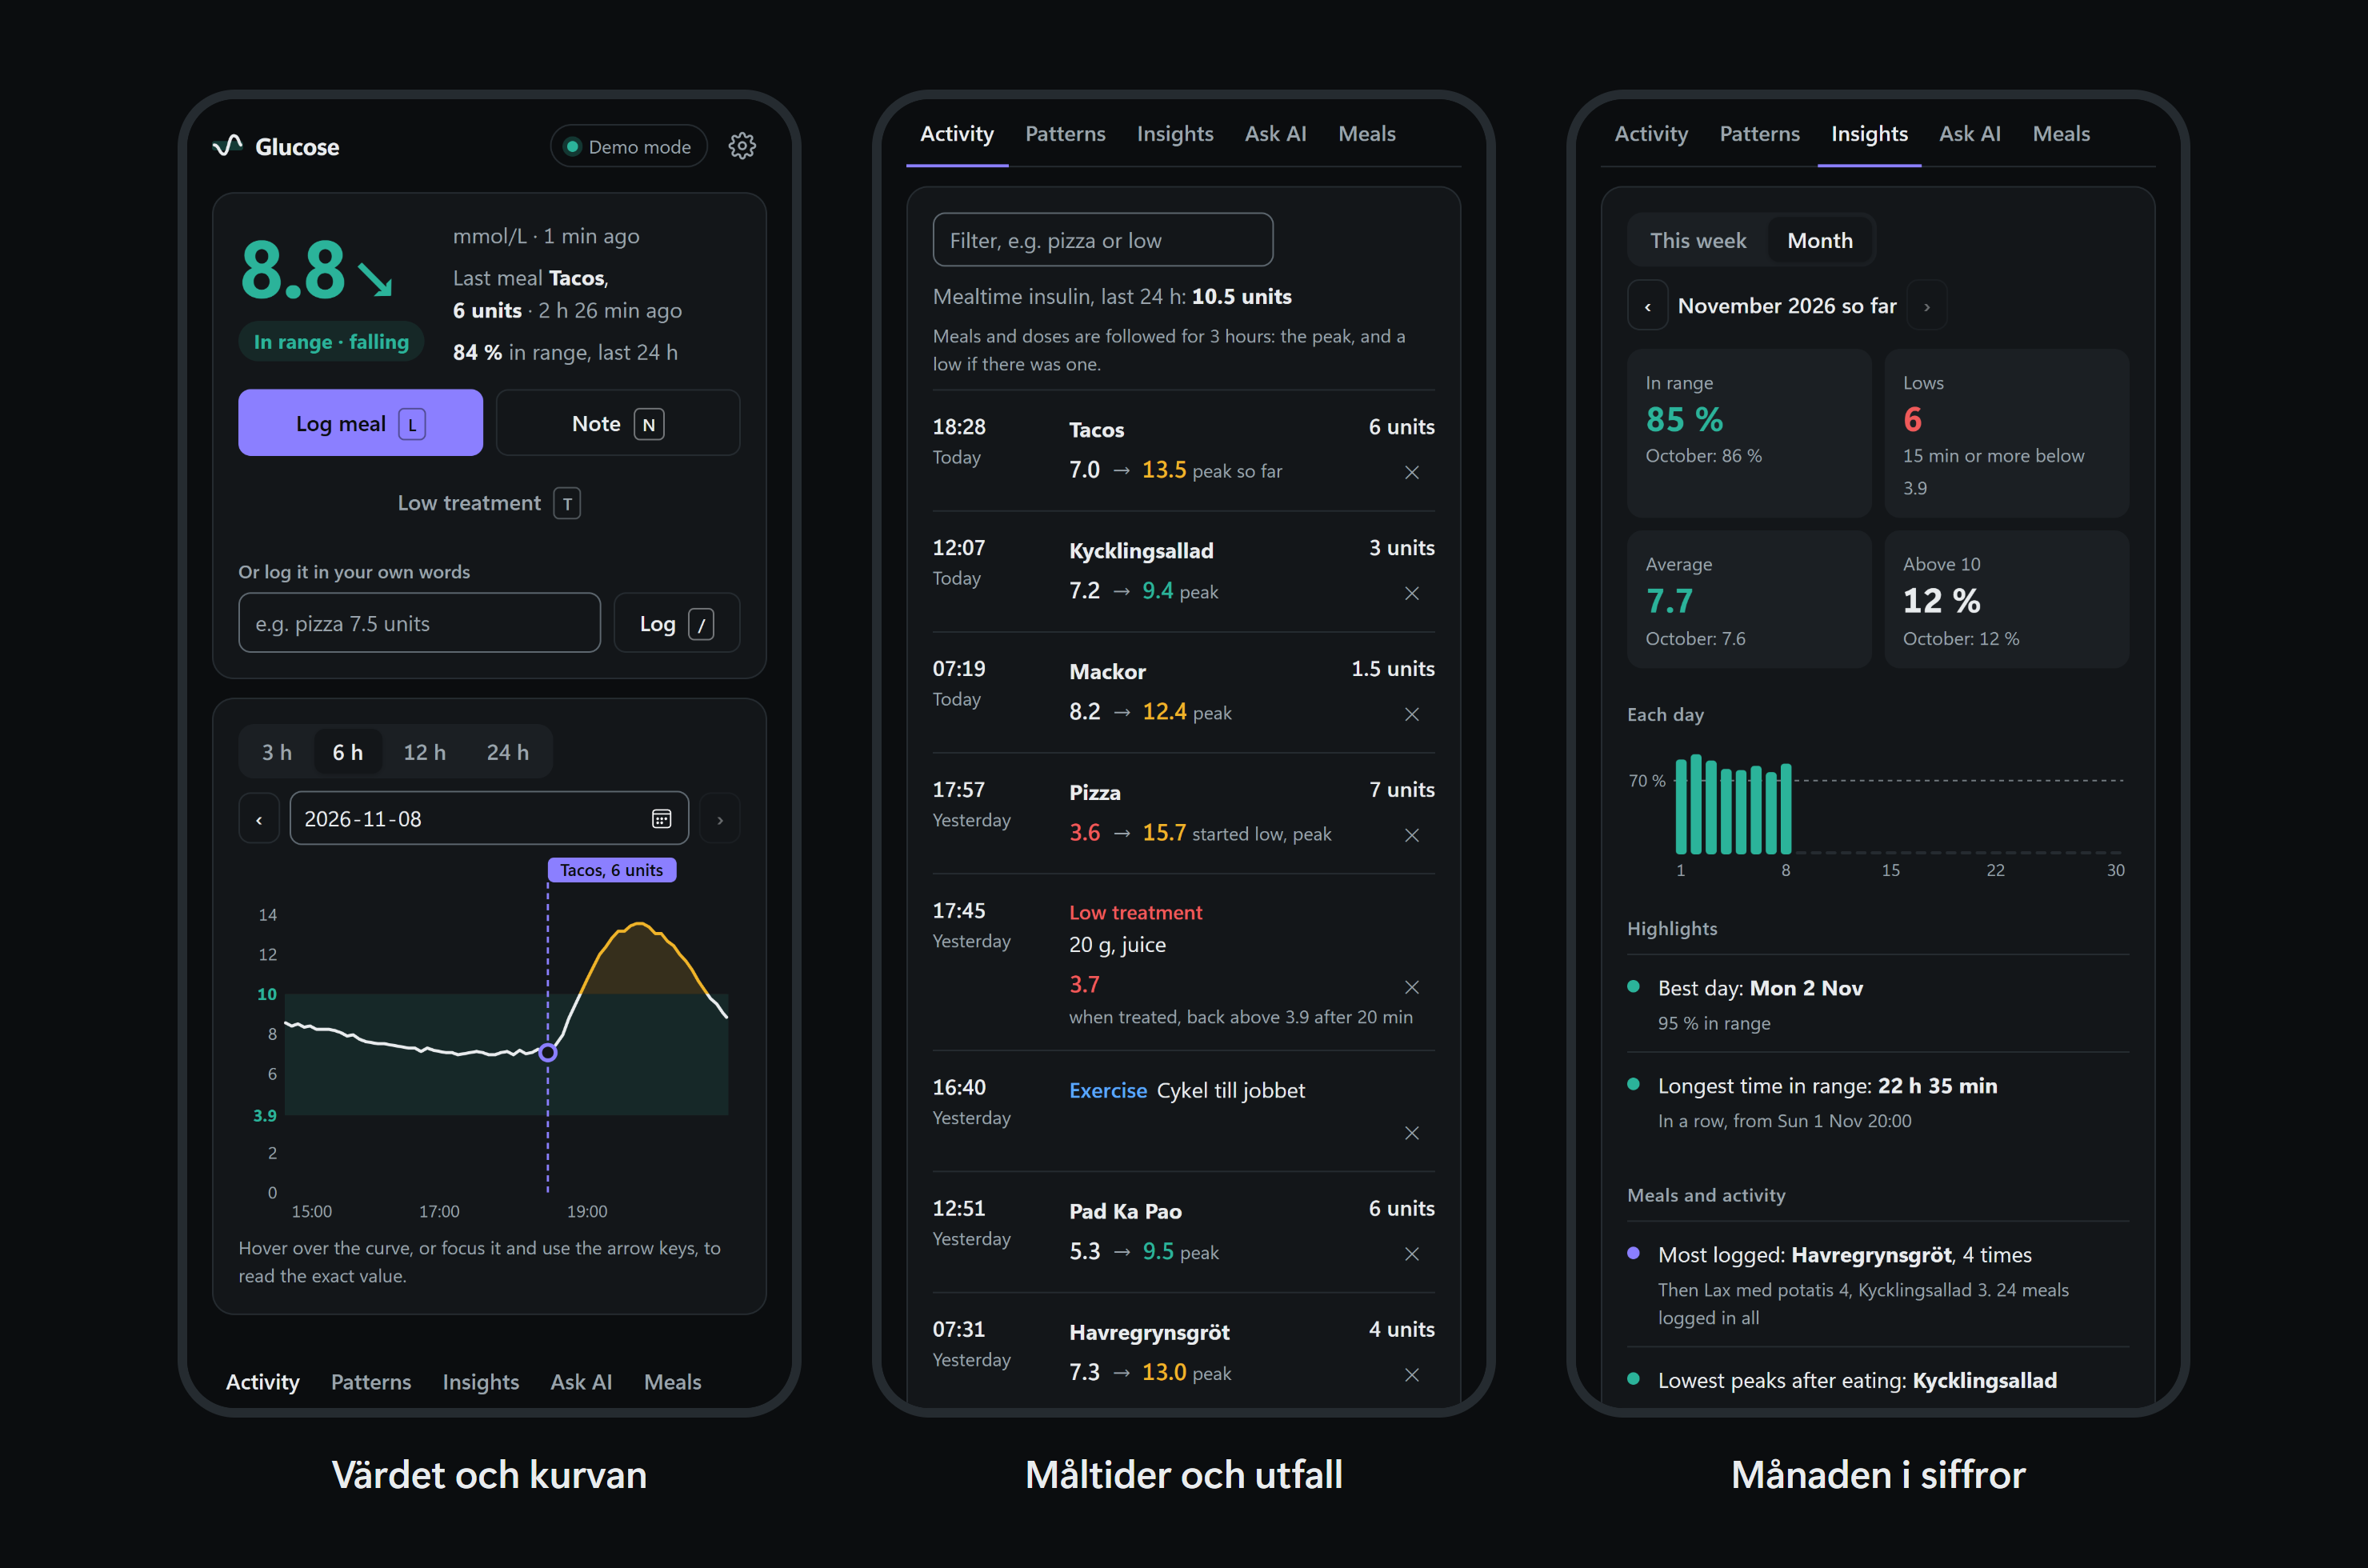 Glucose
Demo mode
8.8 ↘
In range · falling
mmol/L · 1 min ago
Last meal Tacos,
6 units · 2 h 26 min ago
84 % in range, last 24 h
Log meal L
Note N
Low treatment T
Or log it in your own words
e.g. pizza 7.5 units
Log /
3 h 6 h 12 h 24 h
‹ 2026-11-08 ›
Tacos, 6 units
14
12
10
8
6
3.9
2
0
15:00 17:00 19:00
Hover over the curve, or focus it and use the arrow keys, to
read the exact value.
Activity Patterns Insights Ask AI Meals
Värdet och kurvan
Activity Patterns Insights Ask AI Meals
Filter, e.g. pizza or low
Mealtime insulin, last 24 h: 10.5 units
Meals and doses are followed for 3 hours: the peak, and a
low if there was one.
18:28 Tacos 6 units
Today 7.0 → 13.5 peak so far ×
12:07 Kycklingsallad 3 units
Today 7.2 → 9.4 peak ×
07:19 Mackor 1.5 units
Today 8.2 → 12.4 peak ×
17:57 Pizza 7 units
Yesterday 3.6 → 15.7 started low, peak ×
17:45 Low treatment
Yesterday 20 g, juice
3.7 ×
when treated, back above 3.9 after 20 min
16:40 Exercise Cykel till jobbet
Yesterday ×
12:51 Pad Ka Pao 6 units
Yesterday 5.3 → 9.5 peak ×
07:31 Havregrynsgröt 4 units
Yesterday 7.3 → 13.0 peak ×
Måltider och utfall
Activity Patterns Insights Ask AI Meals
This week Month
‹ November 2026 so far ›
In range
85 %
October: 86 %
Lows
6
15 min or more below
3.9
Average
7.7
October: 7.6
Above 10
12 %
October: 12 %
Each day
70 %
1 8 15 22 30
Highlights
Best day: Mon 2 Nov
95 % in range
Longest time in range: 22 h 35 min
In a row, from Sun 1 Nov 20:00
Meals and activity
Most logged: Havregrynsgröt, 4 times
Then Lax med potatis 4, Kycklingsallad 3. 24 meals
logged in all
Lowest peaks after eating: Kycklingsallad
Månaden i siffror